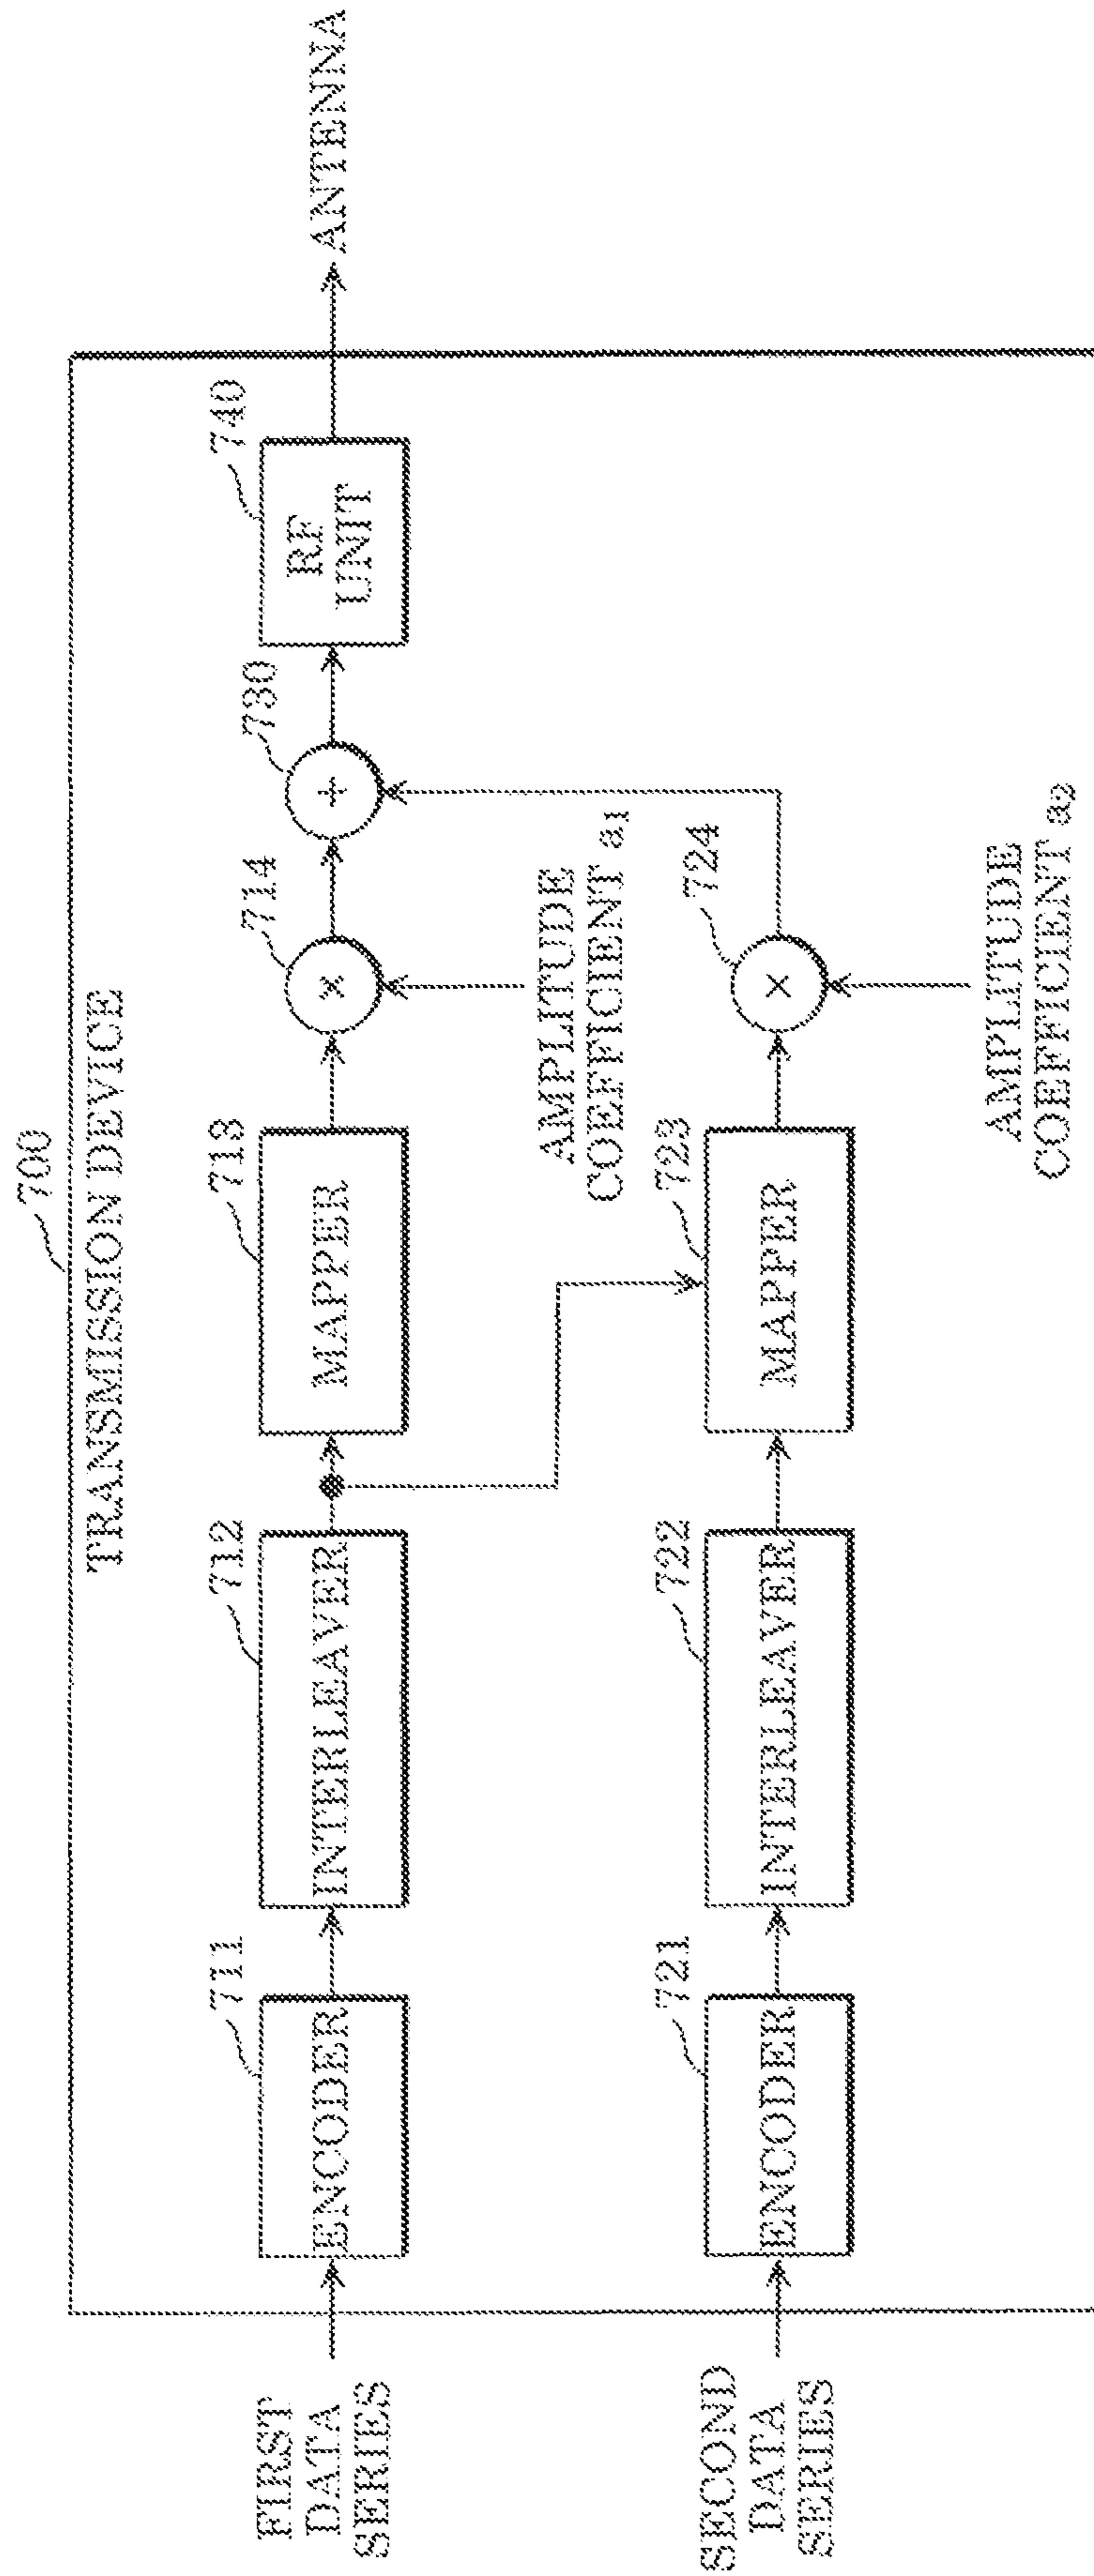 700
TRANSMISSION DEVICE
FIRST
DATA
SERIES
711
ENCODER
712
INTERLEAVER
713
MAPPER
714
×
AMPLITUDE
COEFFICIENT a1
730
+
740
RF
UNIT
ANTENNA
SECOND
DATA
SERIES
721
ENCODER
722
INTERLEAVER
723
MAPPER
724
×
AMPLITUDE
COEFFICIENT a2